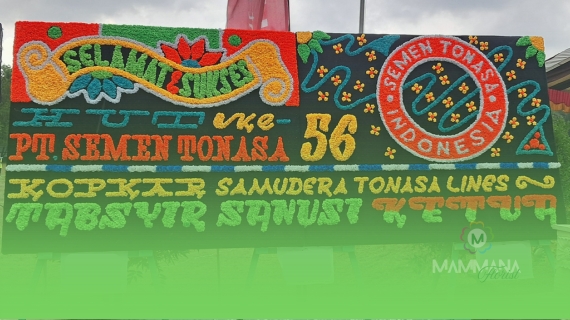 SELAMAT & SUKSES
HUT Ke-
PT. SEMEN TONASA 56
SEMEN TONASA
INDONESIA
KOPKAR SAMUDERA TONASA LINES
TABSYIR SANUSI KETUA
M
MAMMANA
florist